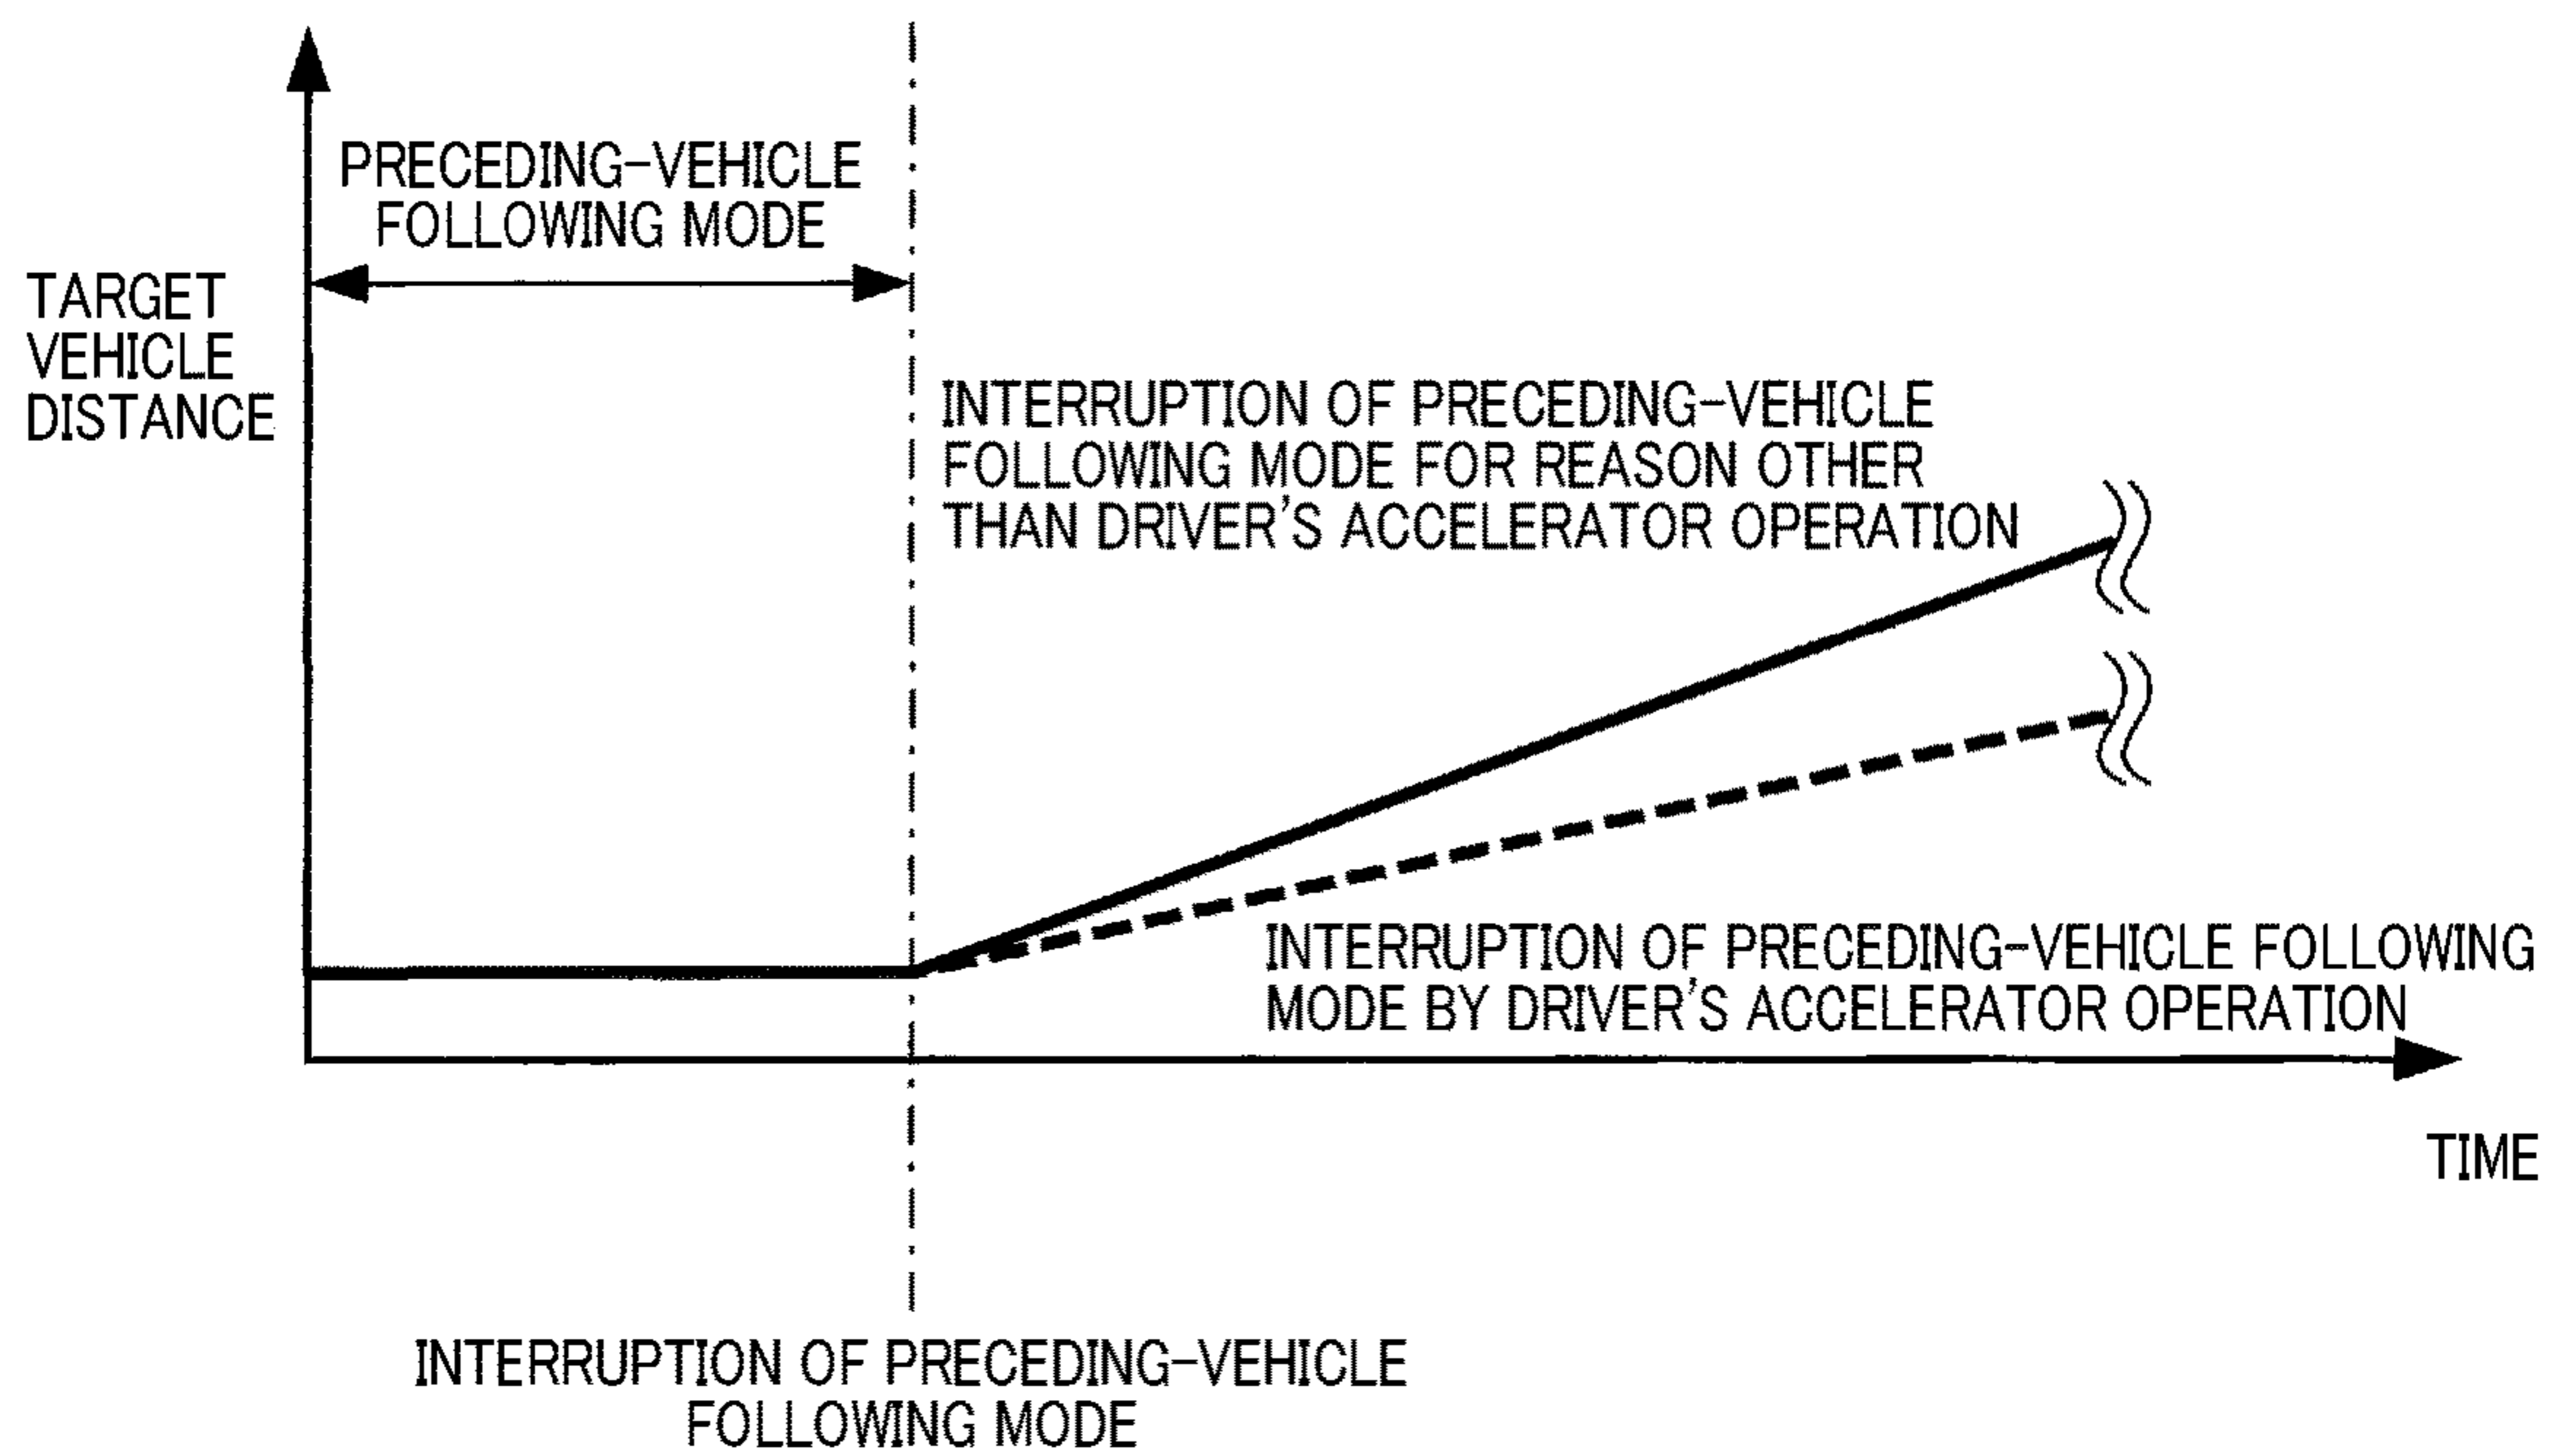 PRECEDING-VEHICLE
FOLLOWING MODE
TARGET
VEHICLE
DISTANCE
INTERRUPTION OF PRECEDING-VEHICLE
FOLLOWING MODE FOR REASON OTHER
THAN DRIVER'S ACCELERATOR OPERATION
INTERRUPTION OF PRECEDING-VEHICLE FOLLOWING
MODE BY DRIVER'S ACCELERATOR OPERATION
TIME
INTERRUPTION OF PRECEDING-VEHICLE
FOLLOWING MODE